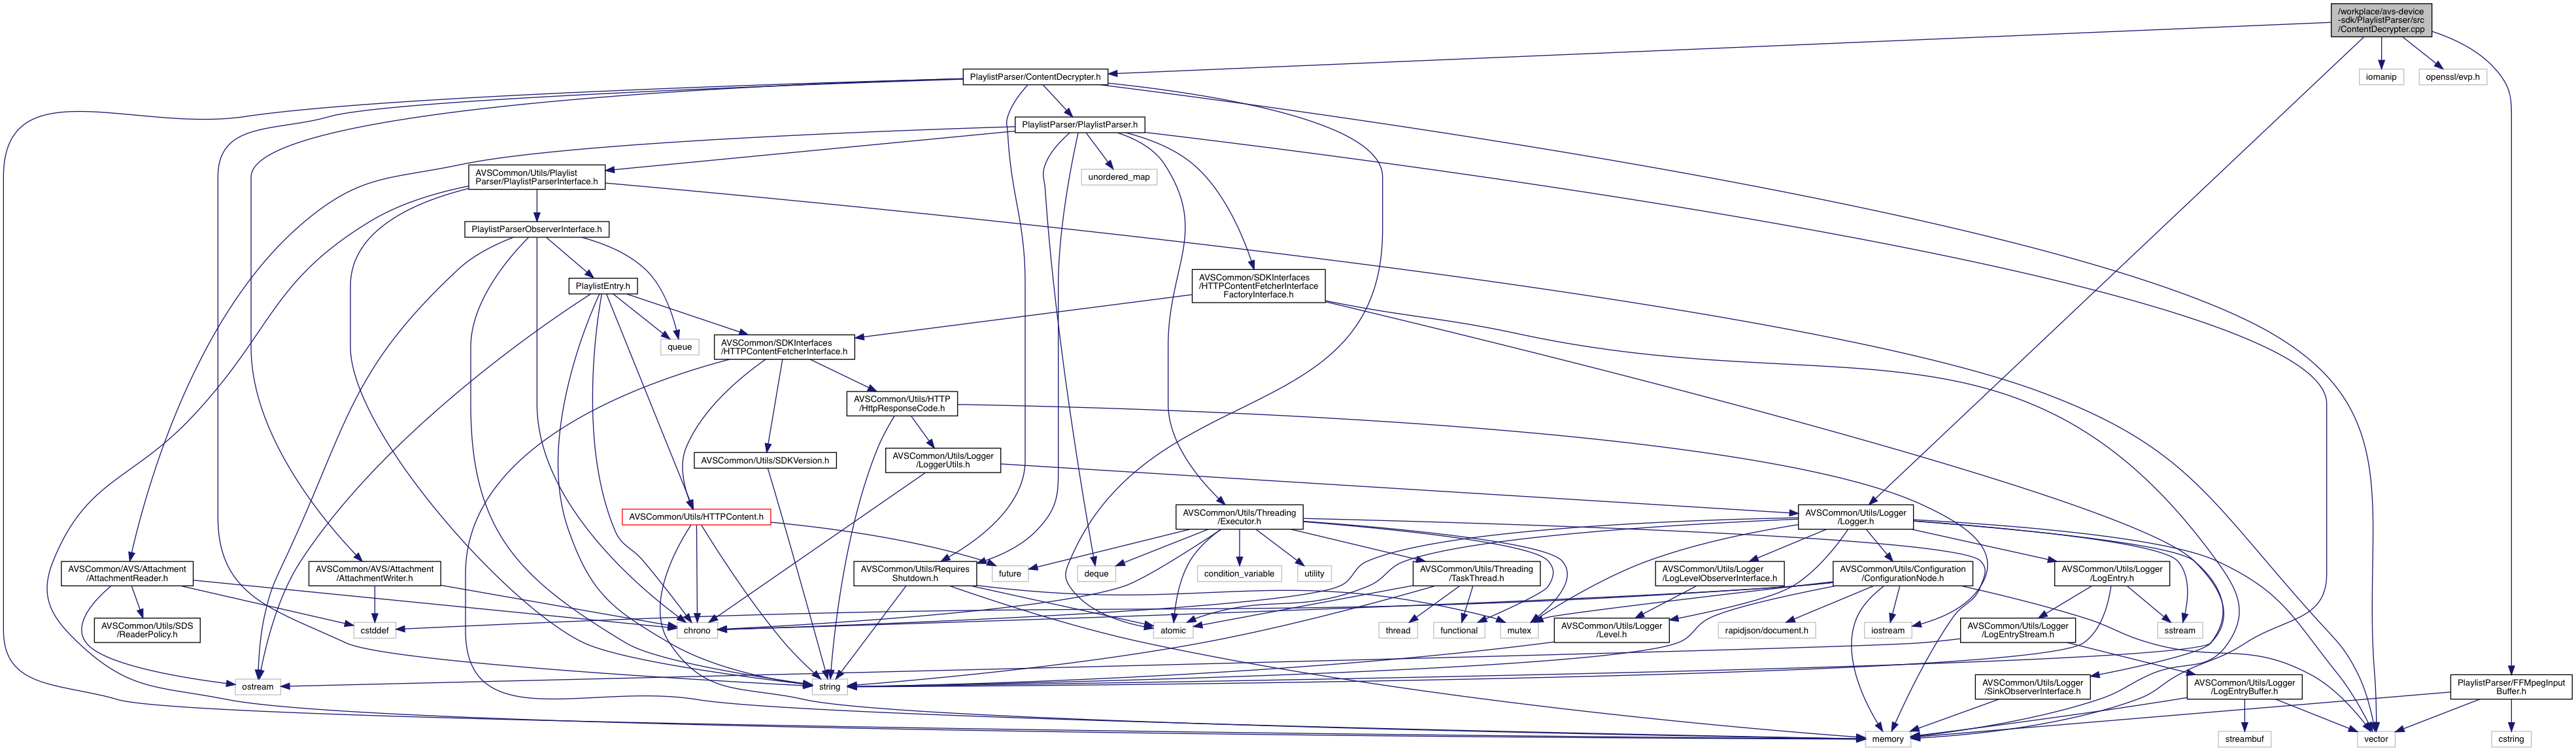 /workplace/avs-device
-sdk/PlaylistParser/src
/ContentDecrypter.cpp
PlaylistParser/ContentDecrypter.h
iomanip
openssl/evp.h
PlaylistParser/PlaylistParser.h
AVSCommon/Utils/Playlist
Parser/PlaylistParserInterface.h
unordered_map
PlaylistParserObserverInterface.h
PlaylistEntry.h
AVSCommon/SDKInterfaces
/HTTPContentFetcherInterface
FactoryInterface.h
queue
AVSCommon/SDKInterfaces
/HTTPContentFetcherInterface.h
AVSCommon/Utils/HTTP
/HttpResponseCode.h
AVSCommon/Utils/SDKVersion.h
AVSCommon/Utils/Logger
/LoggerUtils.h
AVSCommon/Utils/HTTPContent.h
AVSCommon/Utils/Threading
/Executor.h
AVSCommon/Utils/Logger
/Logger.h
AVSCommon/AVS/Attachment
/AttachmentReader.h
AVSCommon/AVS/Attachment
/AttachmentWriter.h
AVSCommon/Utils/Requires
Shutdown.h
future
deque
condition_variable
utility
AVSCommon/Utils/Threading
/TaskThread.h
AVSCommon/Utils/Logger
/LogLevelObserverInterface.h
AVSCommon/Utils/Configuration
/ConfigurationNode.h
AVSCommon/Utils/Logger
/LogEntry.h
AVSCommon/Utils/SDS
/ReaderPolicy.h
cstddef
chrono
atomic
thread
functional
mutex
AVSCommon/Utils/Logger
/Level.h
rapidjson/document.h
iostream
AVSCommon/Utils/Logger
/LogEntryStream.h
sstream
ostream
string
AVSCommon/Utils/Logger
/SinkObserverInterface.h
AVSCommon/Utils/Logger
/LogEntryBuffer.h
PlaylistParser/FFMpegInput
Buffer.h
memory
streambuf
vector
cstring